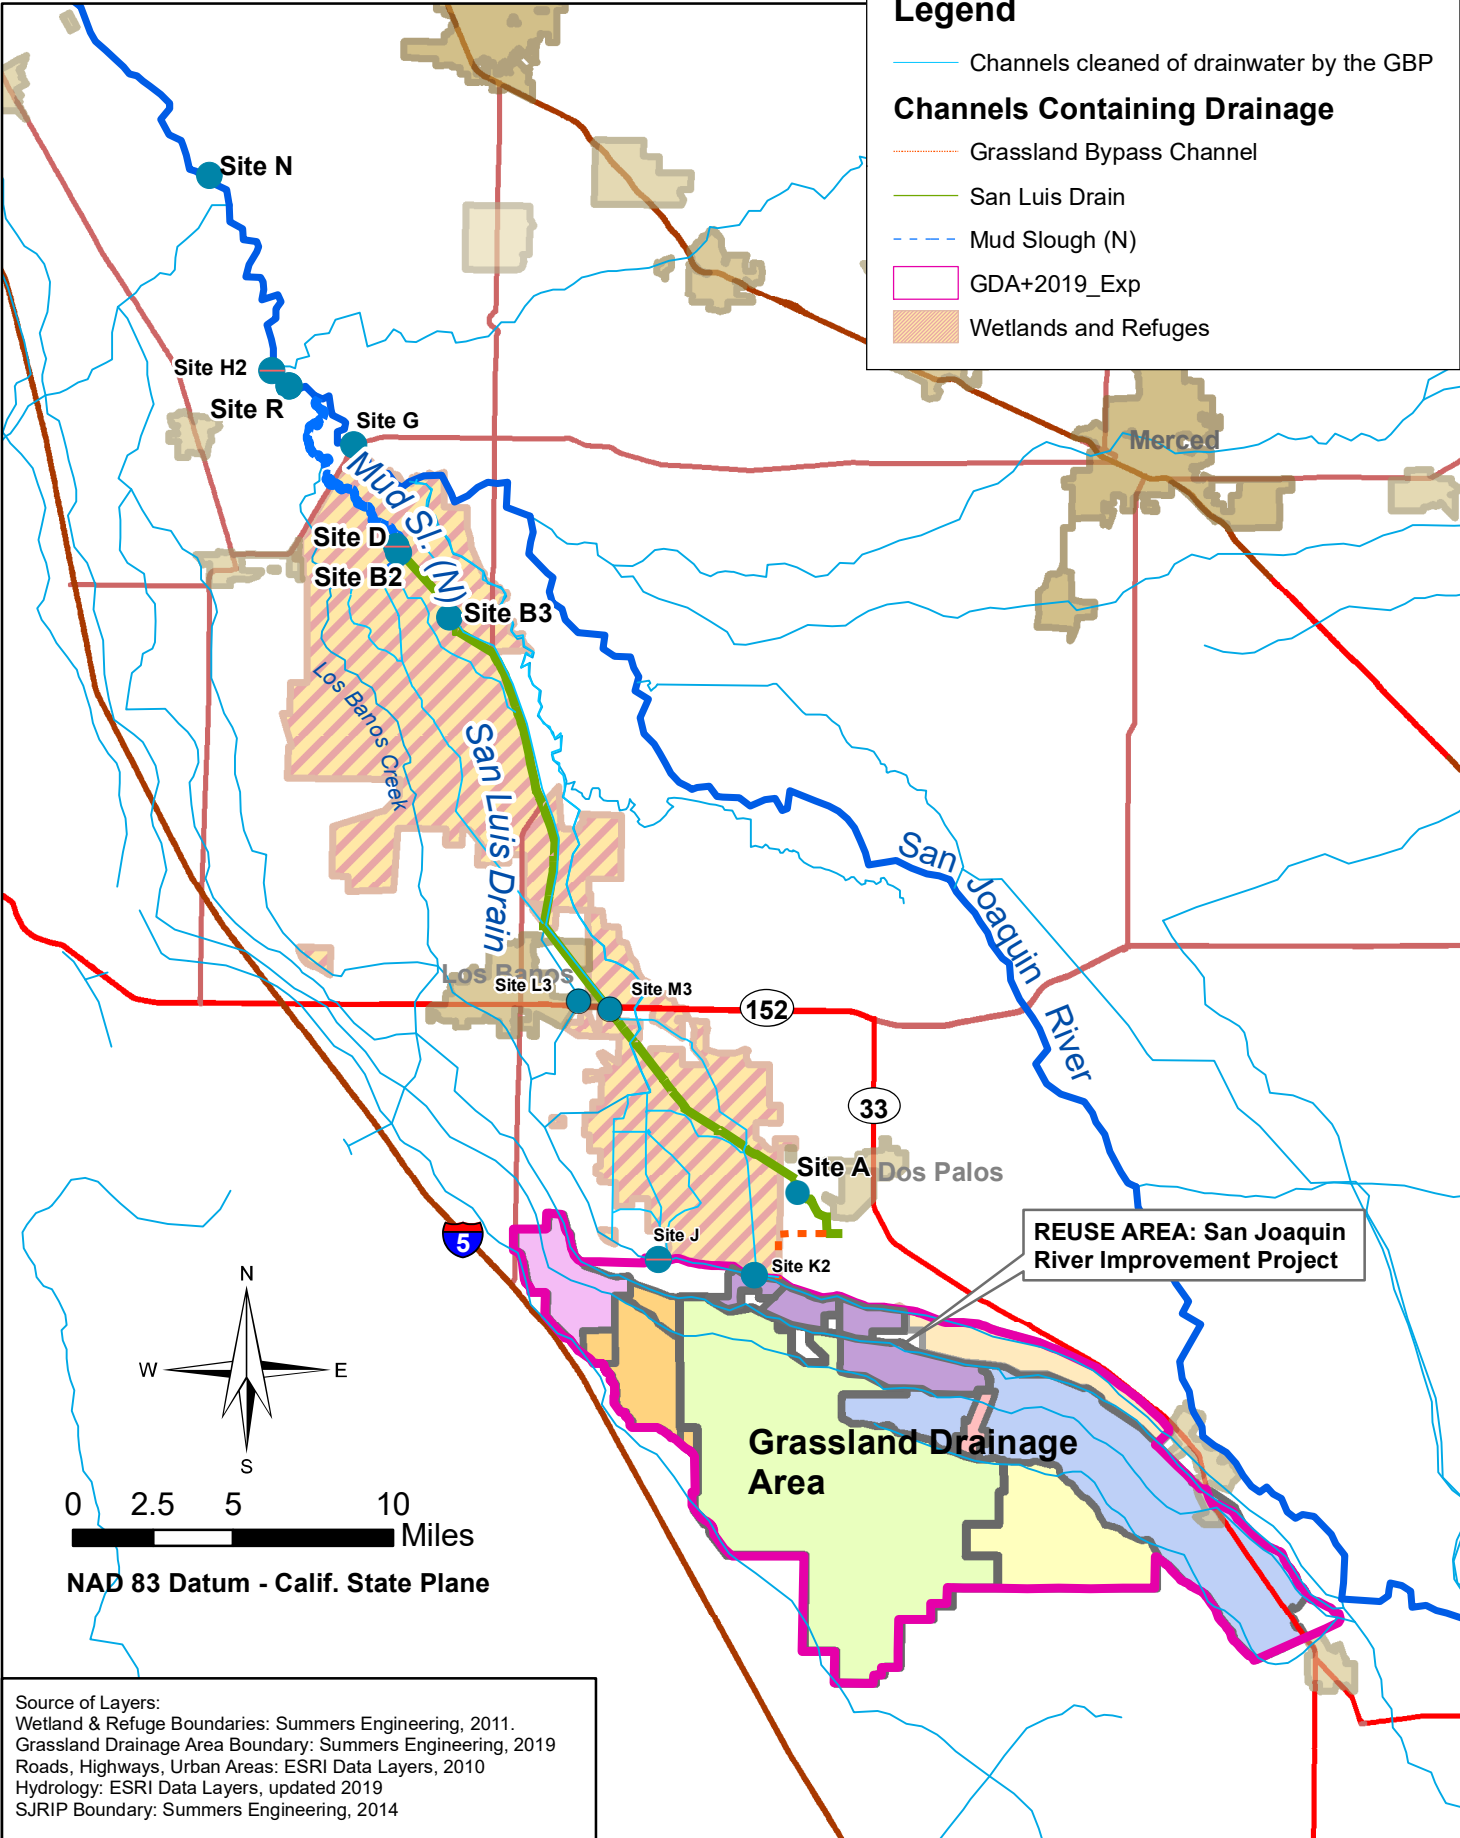 Legend
Channels cleaned of drainwater by the GBP
Channels Containing Drainage
Grassland Bypass Channel
San Luis Drain
Mud Slough (N)
GDA+2019_Exp
Wetlands and Refuges
Site N
Site H2
Site R
Site G
Merced
Mud Sl. (N)
Site D
Site B2
Site B3
Los Banos Creek
San Luis Drain
San Joaquin River
Los Banos
Site L3
Site M3
152
33
Site A
Dos Palos
REUSE AREA: San Joaquin
River Improvement Project
5
Site J
Site K2
N
W
E
S
Grassland Drainage
Area
0 2.5 5 10
Miles
NAD 83 Datum - Calif. State Plane
Source of Layers:
Wetland & Refuge Boundaries: Summers Engineering, 2011.
Grassland Drainage Area Boundary: Summers Engineering, 2019
Roads, Highways, Urban Areas: ESRI Data Layers, 2010
Hydrology: ESRI Data Layers, updated 2019
SJRIP Boundary: Summers Engineering, 2014